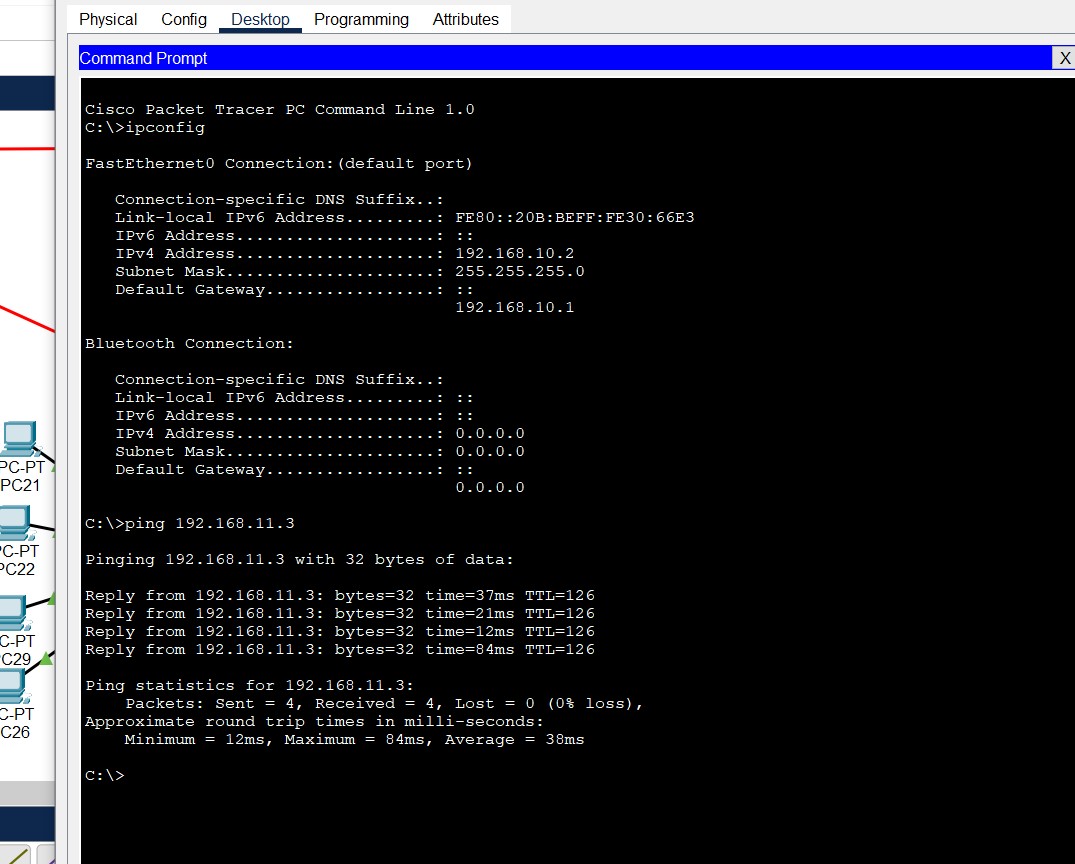 Physical Config Desktop Programming Attributes
Command Prompt X
Cisco Packet Tracer PC Command Line 1.0
C:\>ipconfig
FastEthernet0 Connection:(default port)
Connection-specific DNS Suffix..:
Link-local IPv6 Address.........: FE80::20B:BEFF:FE30:66E3
IPv6 Address....................: ::
IPv4 Address....................: 192.168.10.2
Subnet Mask.....................: 255.255.255.0
Default Gateway.................: ::
192.168.10.1
Bluetooth Connection:
Connection-specific DNS Suffix..:
Link-local IPv6 Address.........: ::
IPv6 Address....................: ::
IPv4 Address....................: 0.0.0.0
Subnet Mask.....................: 0.0.0.0
Default Gateway.................: ::
0.0.0.0
C:\>ping 192.168.11.3
Pinging 192.168.11.3 with 32 bytes of data:
Reply from 192.168.11.3: bytes=32 time=37ms TTL=126
Reply from 192.168.11.3: bytes=32 time=21ms TTL=126
Reply from 192.168.11.3: bytes=32 time=12ms TTL=126
Reply from 192.168.11.3: bytes=32 time=84ms TTL=126
Ping statistics for 192.168.11.3:
Packets: Sent = 4, Received = 4, Lost = 0 (0% loss),
Approximate round trip times in milli-seconds:
Minimum = 12ms, Maximum = 84ms, Average = 38ms
C:\>
PC-PT
PC21
C-PT
PC22
C-PT
C29
C-PT
C26